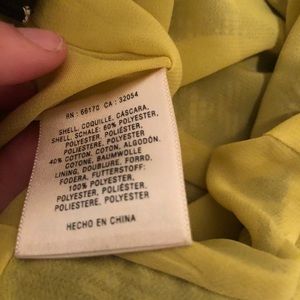 RN : 66170 CA : 32054
SHELL, COQUILLE, CÁSCARA,
SHELL, SCHALE: 60% POLYESTER,
POLYESTER, POLIÉSTER,
POLIESTERE, POLYESTER
40% COTTON, COTON, ALGODÓN,
COTONE, BAUMWOLLE
LINING, DOUBLURE, FORRO,
FODERA, FUTTERSTOFF:
100% POLYESTER,
POLYESTER, POLIÉSTER,
POLIESTERE, POLYESTER
HECHO EN CHINA